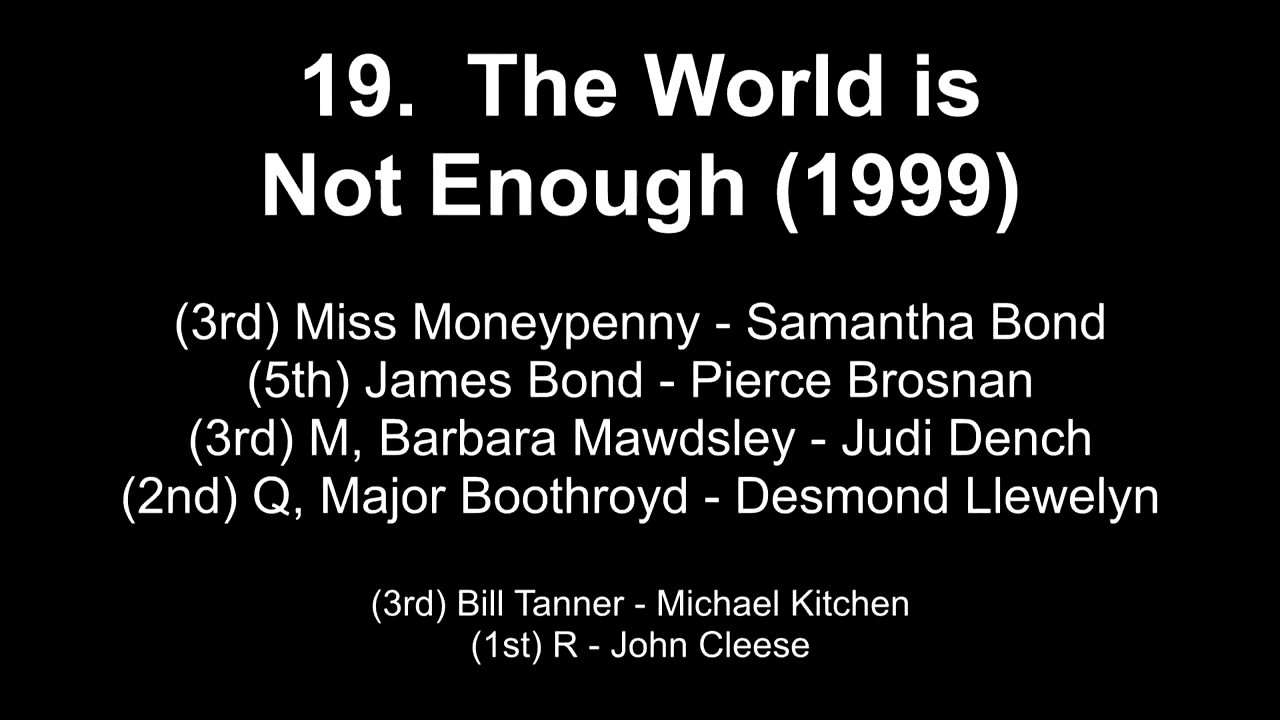 19.  The World is
Not Enough (1999)
(3rd) Miss Moneypenny - Samantha Bond
(5th) James Bond - Pierce Brosnan
(3rd) M, Barbara Mawdsley - Judi Dench
(2nd) Q, Major Boothroyd - Desmond Llewelyn
(3rd) Bill Tanner - Michael Kitchen
(1st) R - John Cleese